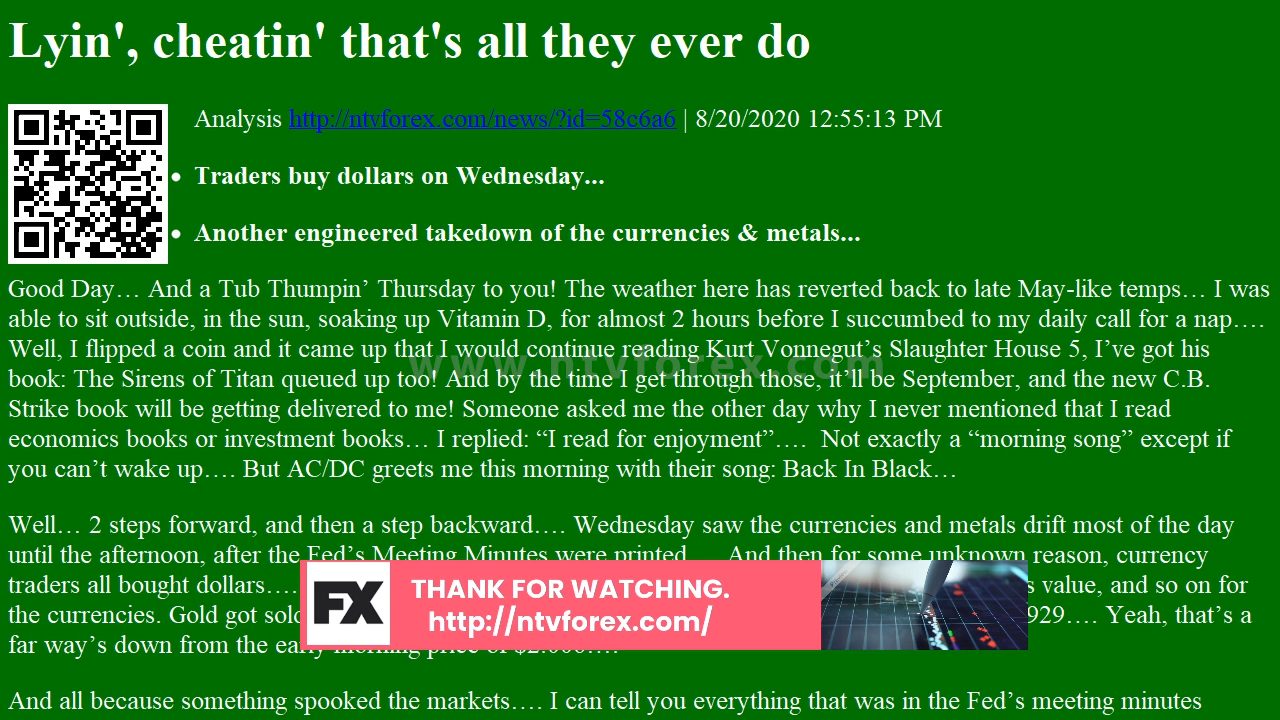 Lyin', cheatin' that's all they ever do
Analysis http://ntvforex.com/news/?id=58c6a6 | 8/20/2020 12:55:13 PM
• Traders buy dollars on Wednesday...
• Another engineered takedown of the currencies & metals...
Good Day… And a Tub Thumpin’ Thursday to you! The weather here has reverted back to late May-like temps… I was
able to sit outside, in the sun, soaking up Vitamin D, for almost 2 hours before I succumbed to my daily call for a nap….
Well, I flipped a coin and it came up that I would continue reading Kurt Vonnegut’s Slaughter House 5, I’ve got his
www.ntvforex.com
book: The Sirens of Titan queued up too! And by the time I get through those, it’ll be September, and the new C.B.
Strike book will be getting delivered to me! Someone asked me the other day why I never mentioned that I read
economics books or investment books… I replied: “I read for enjoyment”…. Not exactly a “morning song” except if
you can’t wake up…. But AC/DC greets me this morning with their song: Back In Black…
Well… 2 steps forward, and then a step backward…. Wednesday saw the currencies and metals drift most of the day
until the afternoon, after the Fed’s Meeting Minutes were printed…. And then for some unknown reason, currency
traders all bought dollars…. s value, and so on for
the currencies. Gold got sold 929…. Yeah, that’s a
far way’s down from the early morning price of $2.000….
FX
THANK FOR WATCHING.
http://ntvforex.com/
And all because something spooked the markets…. I can tell you everything that was in the Fed’s meeting minutes